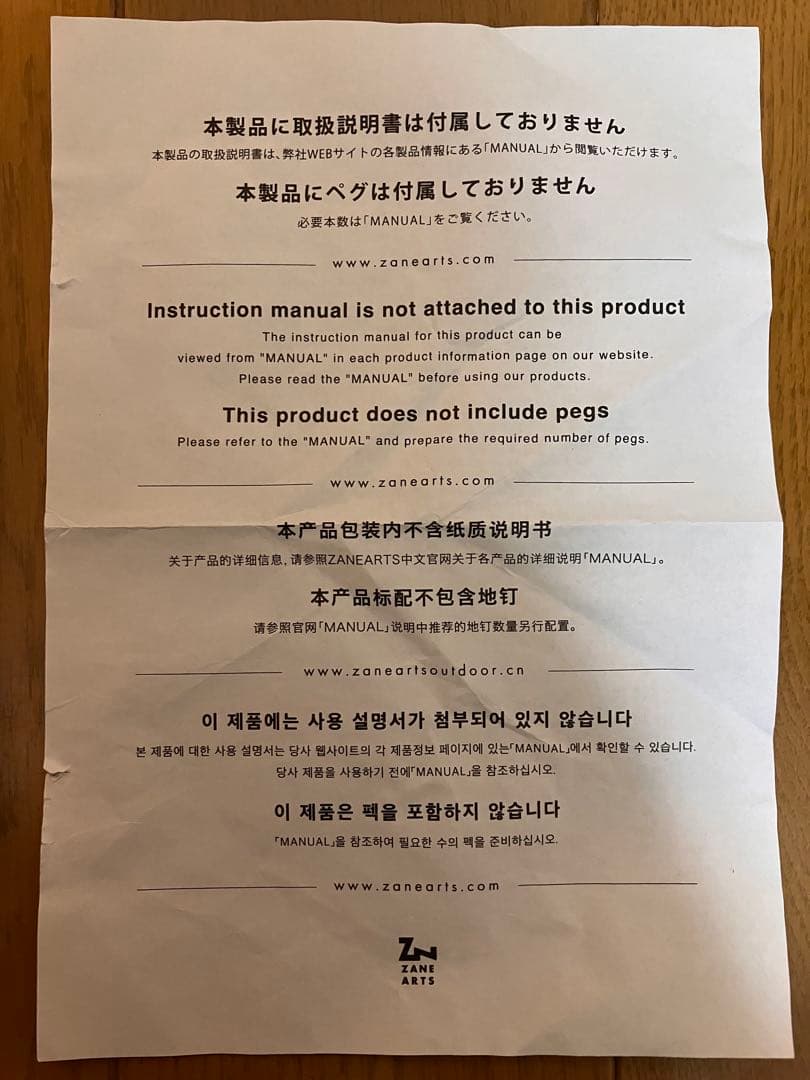 本製品に取扱説明書は付属しておりません
本製品の取扱説明書は、弊社WEBサイトの各製品情報にある「MANUAL」から閲覧いただけます。
本製品にペグは付属しておりません
必要本数は「MANUAL」をご覧ください。
www.zanearts.com
Instruction manual is not attached to this product
The instruction manual for this product can be
viewed from "MANUAL" in each product information page on our website.
Please read the "MANUAL" before using our products.
This product does not include pegs
Please refer to the "MANUAL" and prepare the required number of pegs.
www.zanearts.com
本产品包装内不含纸质说明书
关于产品的详细信息，请参照ZANEARTS中文官网关于各产品的详细说明「MANUAL」。
本产品标配不包含地钉
请参照官网「MANUAL」说明中推荐的地钉数量另行配置。
www.zaneartsoutdoor.cn
이 제품에는 사용 설명서가 첨부되어 있지 않습니다
본 제품에 대한 사용 설명서는 당사 웹사이트의 각 제품정보 페이지에 있는「MANUAL」에서 확인할 수 있습니다.
당사 제품을 사용하기 전에「MANUAL」을 참조하십시오.
이 제품은 펙을 포함하지 않습니다
「MANUAL」을 참조하여 필요한 수의 펙을 준비하십시오.
www.zanearts.com
ZN
ZANE
ARTS